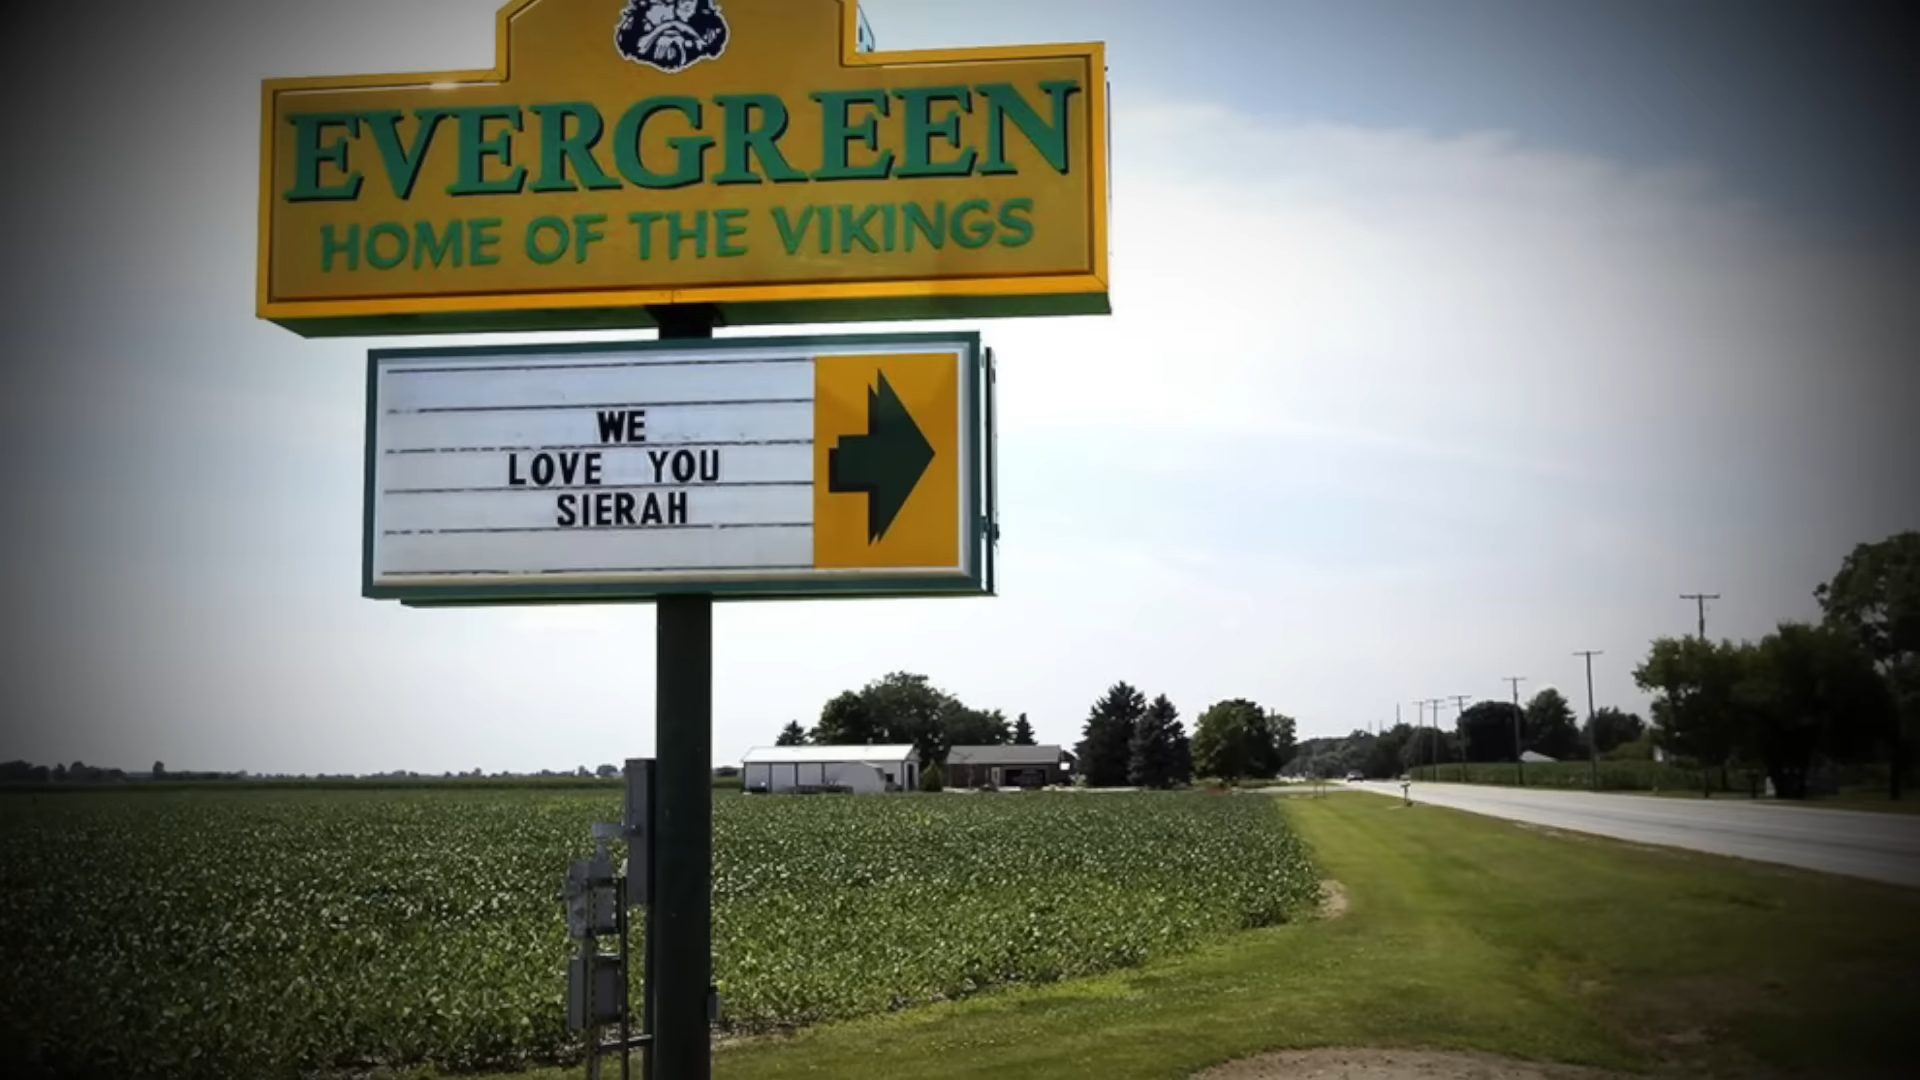 EVERGREEN
HOME OF THE VIKINGS
WE
LOVE YOU
SIERAH